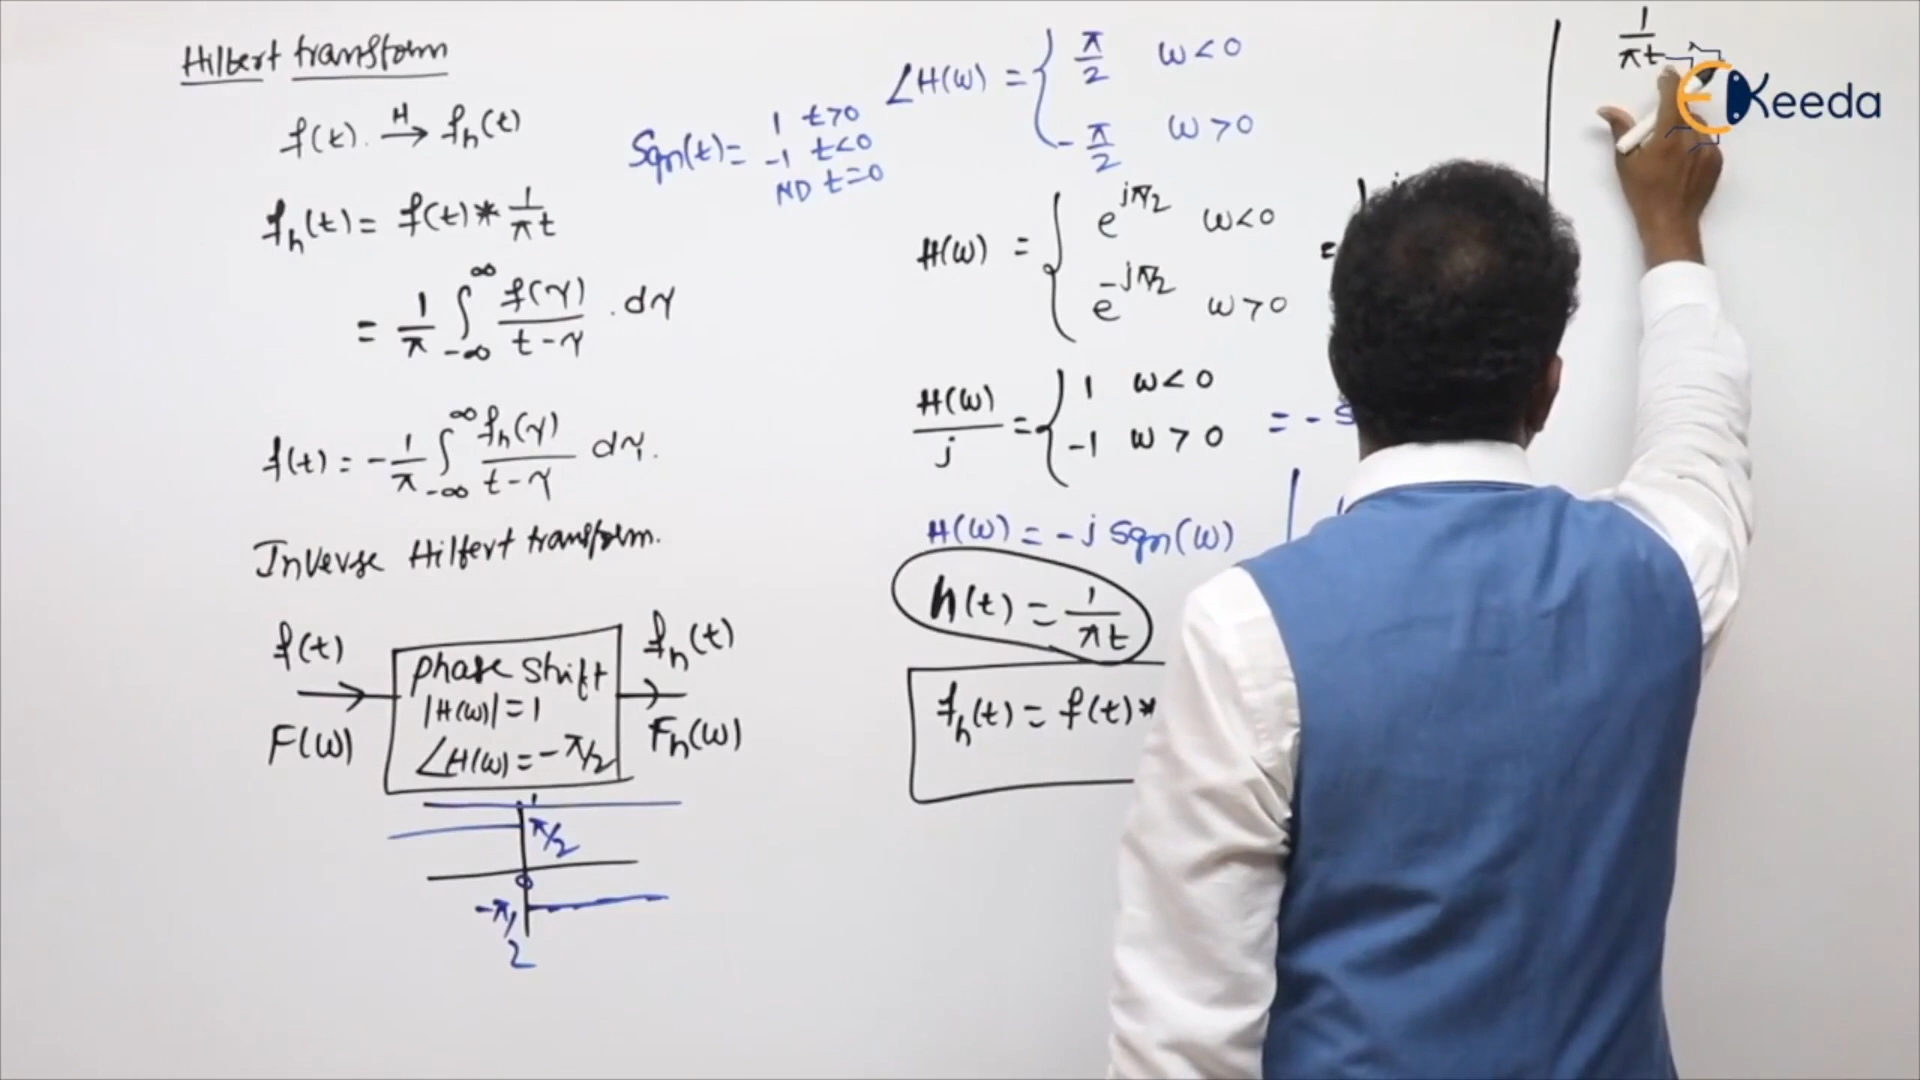 Hilbert transform
f(t). H→ fh(t)
fh(t) = f(t) * 1/πt
= 1/π ∫-∞^∞ f(γ)/t-γ . dγ
f(t) = - 1/π ∫-∞^∞ fh(γ)/t-γ dγ.
Inverse Hilbert transform.
f(t)
F(ω)
phase shift
|H(ω)| = 1
∠H(ω) = -π/2
fh(t)
Fh(ω)
1
π/2
0
-π/2
Sgn(t) = 1 t>0
-1 t<0
ND t=0
∠H(ω) = { π/2 ω<0
-π/2 ω>0
H(ω) = { e^jπ/2 ω<0
e^-jπ/2 ω>0
=
H(ω)/j = { 1 ω<0
-1 ω>0
= - S
H(ω) = -j Sgn(ω)
h(t) = 1/πt
fh(t) = f(t) *
1/πt
EKeeda